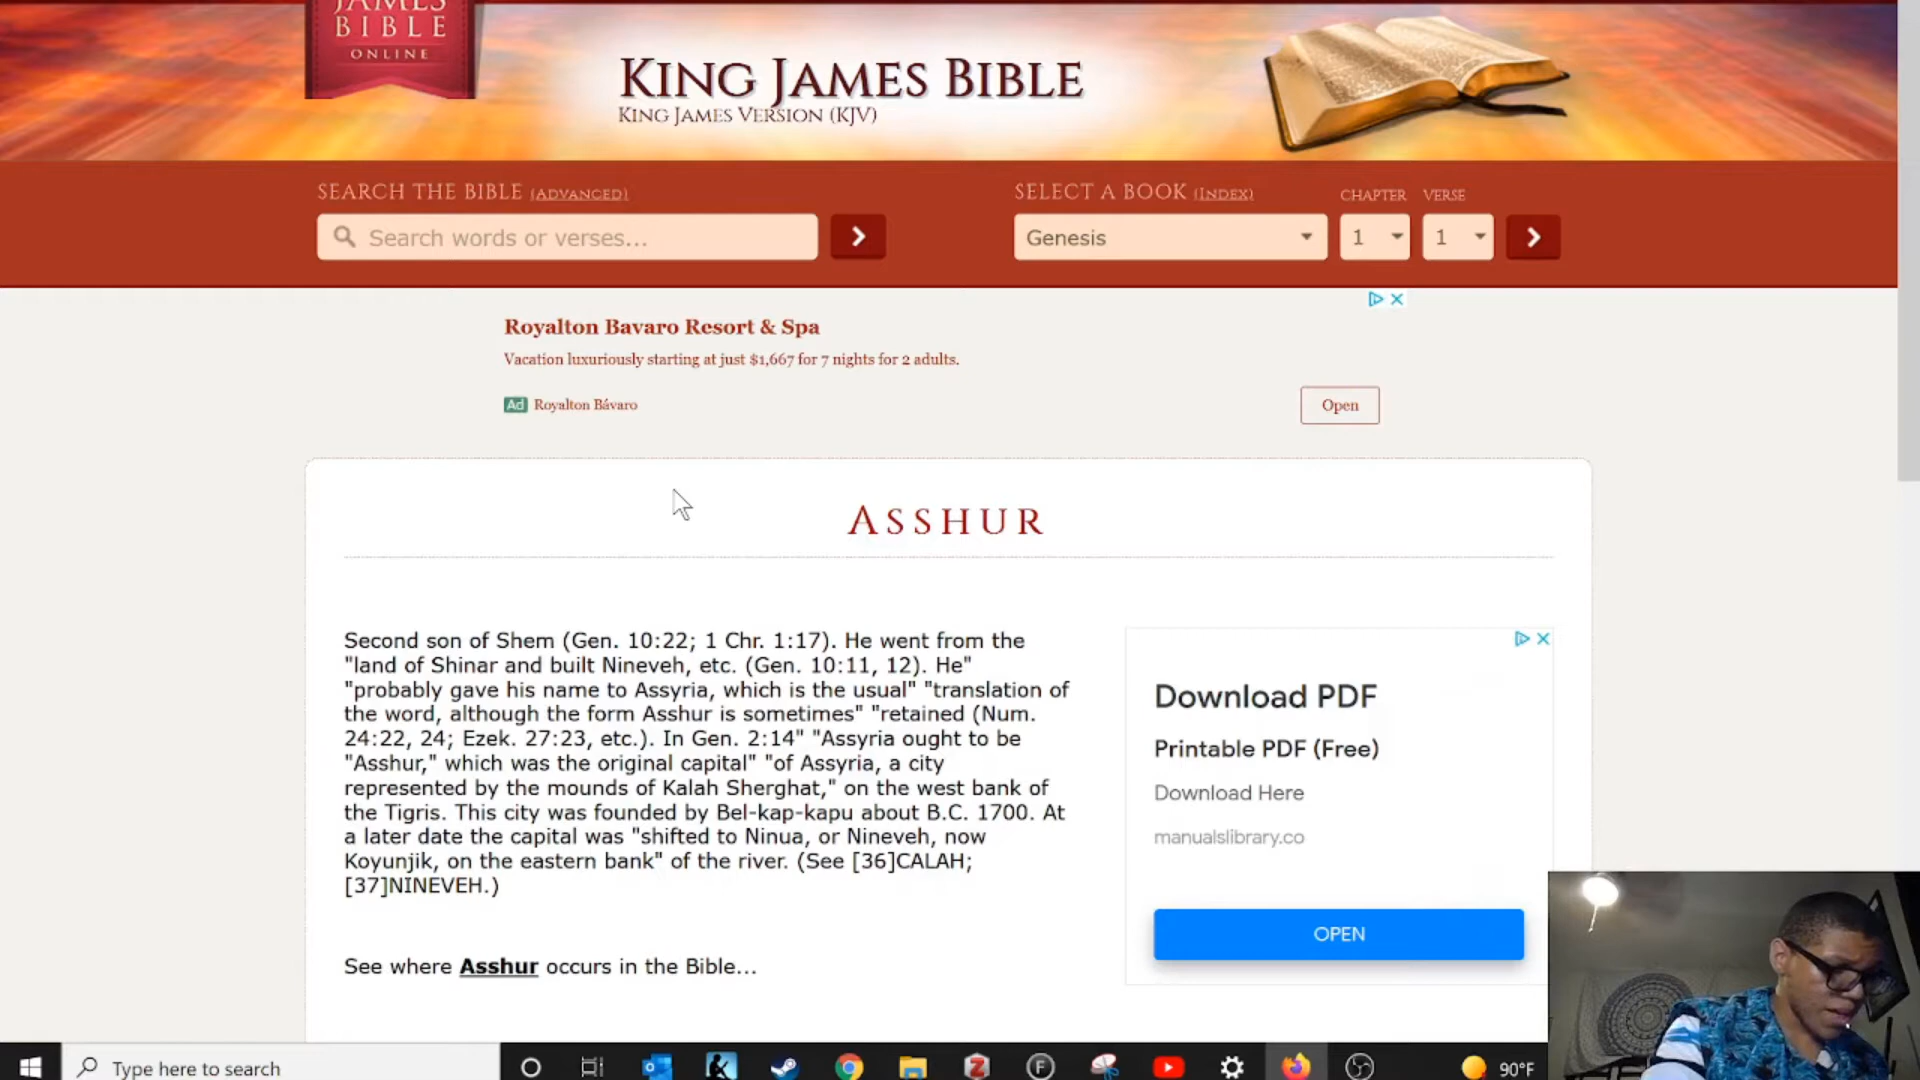 JAMES
BIBLE
ONLINE
KING JAMES BIBLE
KING JAMES VERSION (KJV)
SEARCH THE BIBLE (ADVANCED)
SELECT A BOOK (INDEX) CHAPTER VERSE
Search words or verses...
Genesis 1 1
Royalton Bavaro Resort & Spa
Vacation luxuriously starting at just $1,667 for 7 nights for 2 adults.
Ad Royalton Bávaro
Open
ASSHUR
Second son of Shem (Gen. 10:22; 1 Chr. 1:17). He went from the
"land of Shinar and built Nineveh, etc. (Gen. 10:11, 12). He"
"probably gave his name to Assyria, which is the usual" "translation of
the word, although the form Asshur is sometimes" "retained (Num.
24:22, 24; Ezek. 27:23, etc.). In Gen. 2:14" "Assyria ought to be
"Asshur," which was the original capital" "of Assyria, a city
represented by the mounds of Kalah Sherghat," on the west bank of
the Tigris. This city was founded by Bel-kap-kapu about B.C. 1700. At
a later date the capital was "shifted to Ninua, or Nineveh, now
Koyunjik, on the eastern bank" of the river. (See [36]CALAH;
[37]NINEVEH.)
See where Asshur occurs in the Bible...
Download PDF
Printable PDF (Free)
Download Here
manualslibrary.co
OPEN
Type here to search
90°F